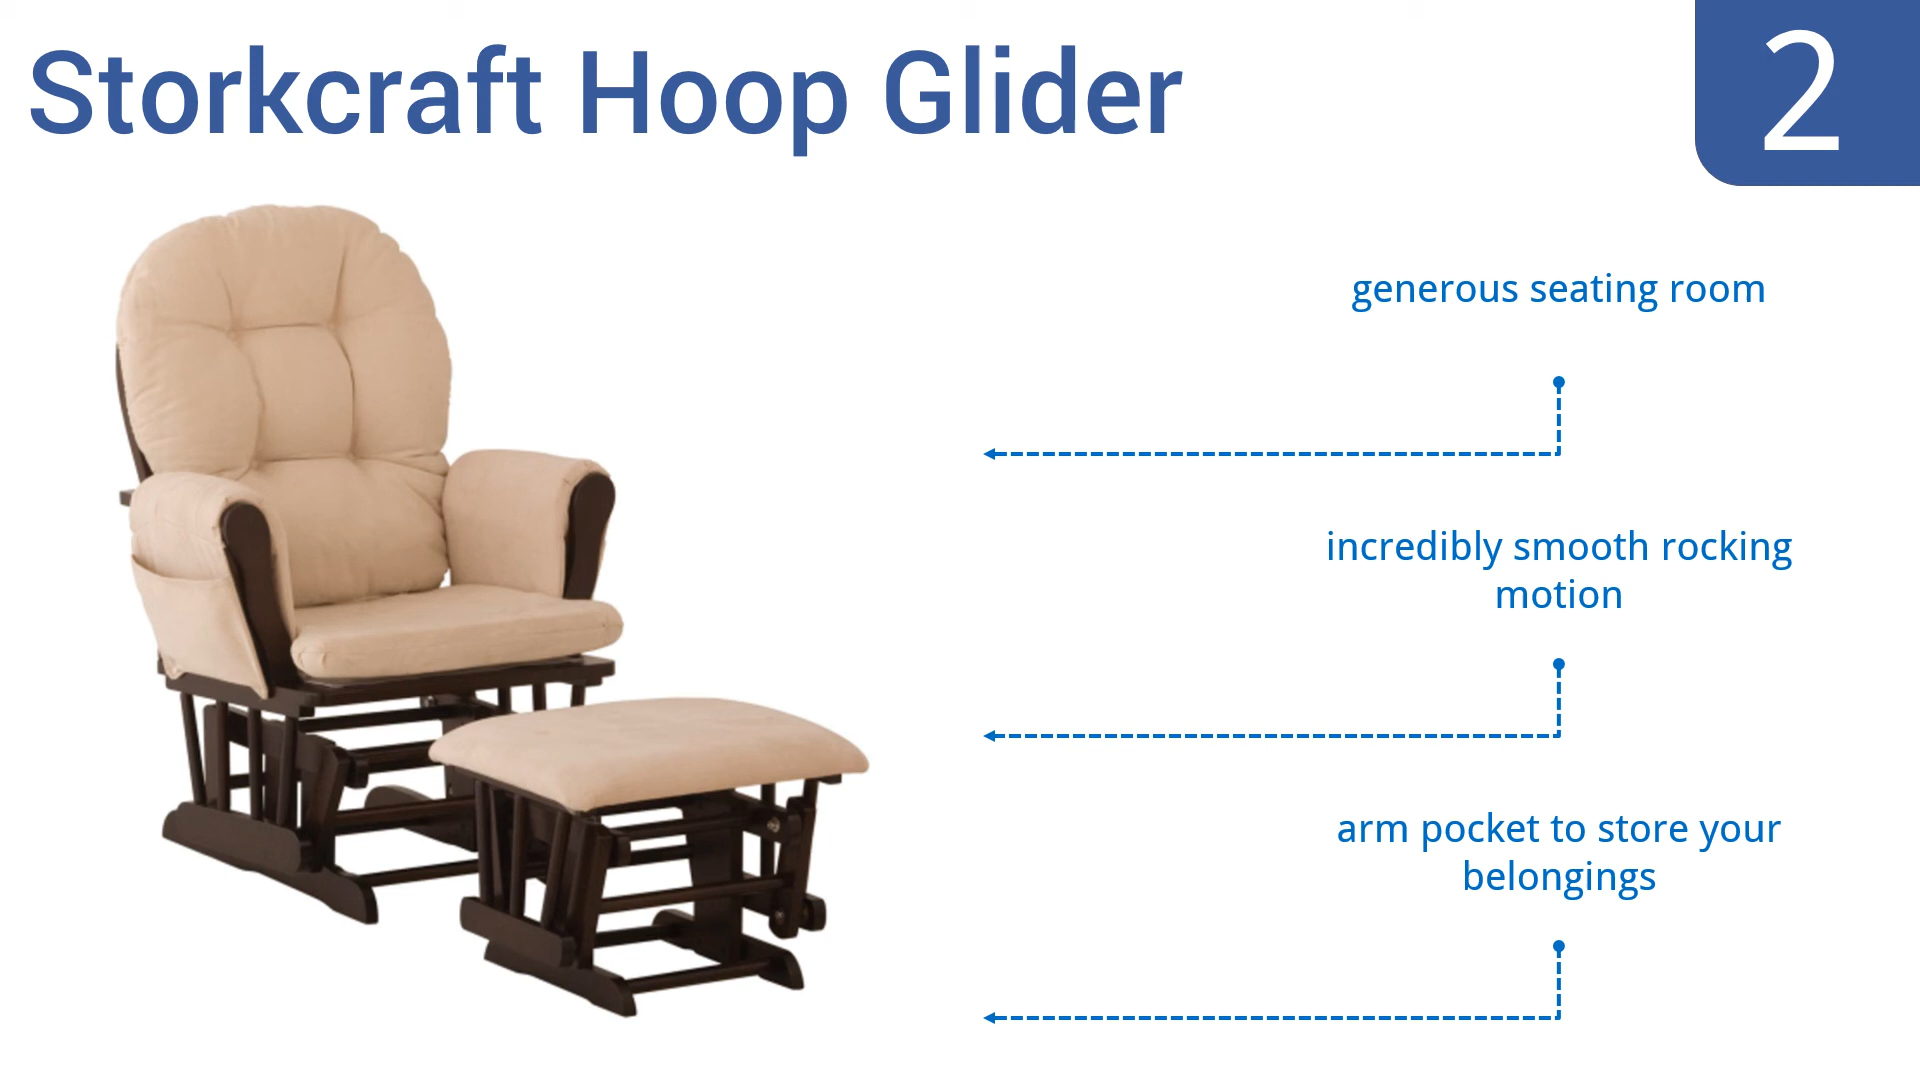 Storkcraft Hoop Glider
2
generous seating room
incredibly smooth rocking
motion
arm pocket to store your
belongings